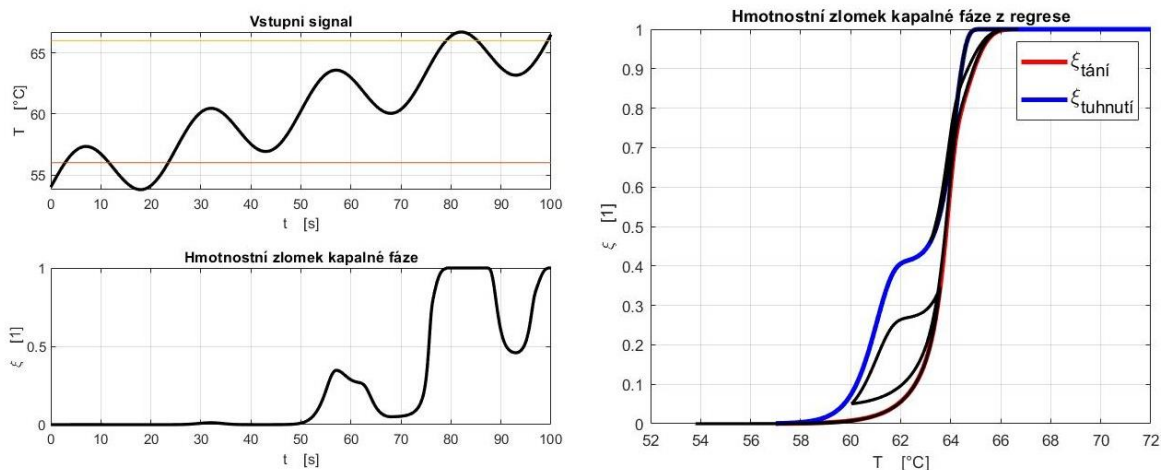 Vstupni signal
65
60
55
T [°C]
0 10 20 30 40 50 60 70 80 90 100
t [s]
Hmotnostní zlomek kapalné fáze
1
0.5
0
ξ [1]
0 10 20 30 40 50 60 70 80 90 100
t [s]
Hmotnostní zlomek kapalné fáze z regrese
1
0.9
0.8
0.7
0.6
0.5
0.4
0.3
0.2
0.1
0
ξ [1]
ξtání
ξtuhnutí
52 54 56 58 60 62 64 66 68 70 72
T [°C]